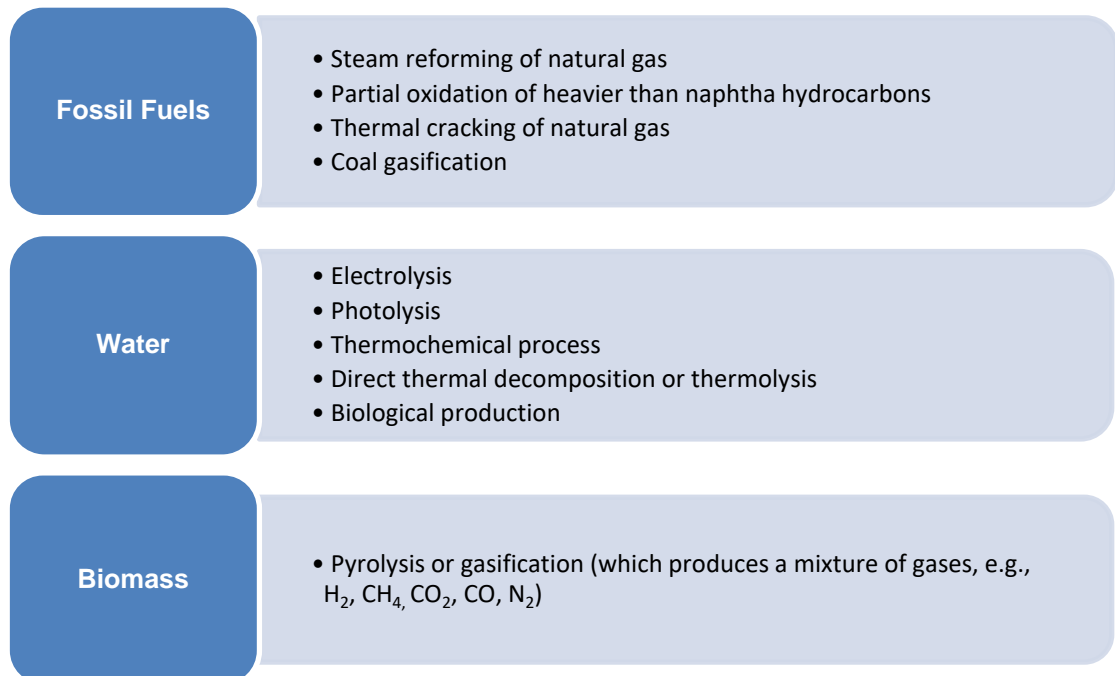 Fossil Fuels
• Steam reforming of natural gas
• Partial oxidation of heavier than naphtha hydrocarbons
• Thermal cracking of natural gas
• Coal gasification
Water
• Electrolysis
• Photolysis
• Thermochemical process
• Direct thermal decomposition or thermolysis
• Biological production
Biomass
• Pyrolysis or gasification (which produces a mixture of gases, e.g.,
H₂, CH₄, CO₂, CO, N₂)